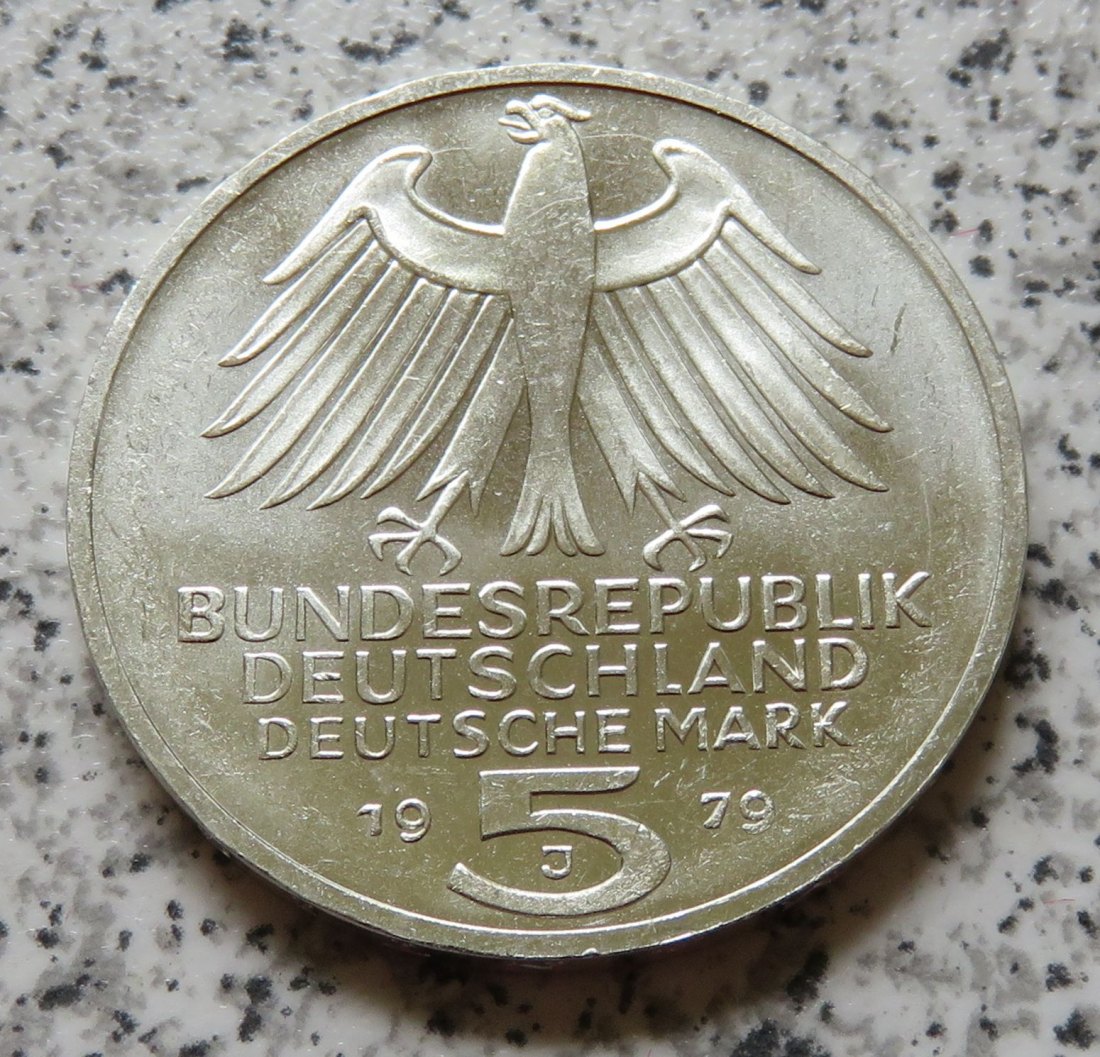 BUNDESREPUBLIK
DEUTSCHLAND
DEUTSCHE MARK
19 5 79
J